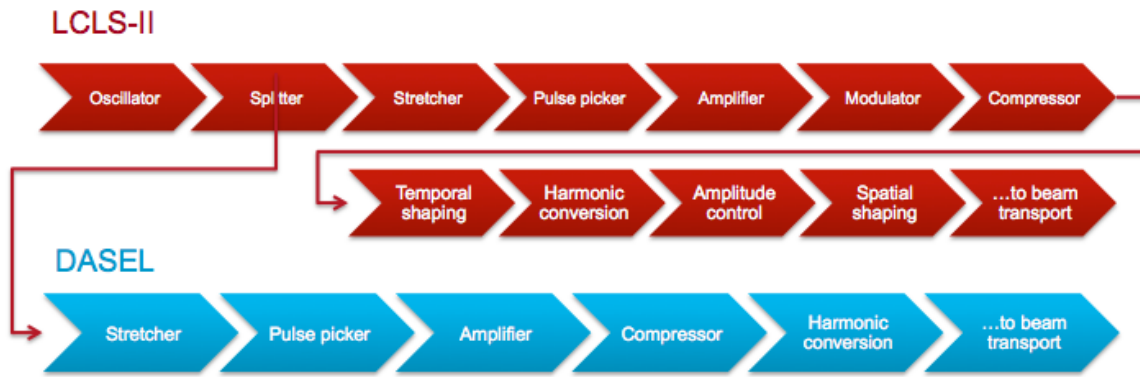 LCLS-II
Oscillator
Splitter
Stretcher
Pulse picker
Amplifier
Modulator
Compressor
Temporal
shaping
Harmonic
conversion
Amplitude
control
Spatial
shaping
...to beam
transport
DASEL
Stretcher
Pulse picker
Amplifier
Compressor
Harmonic
conversion
...to beam
transport